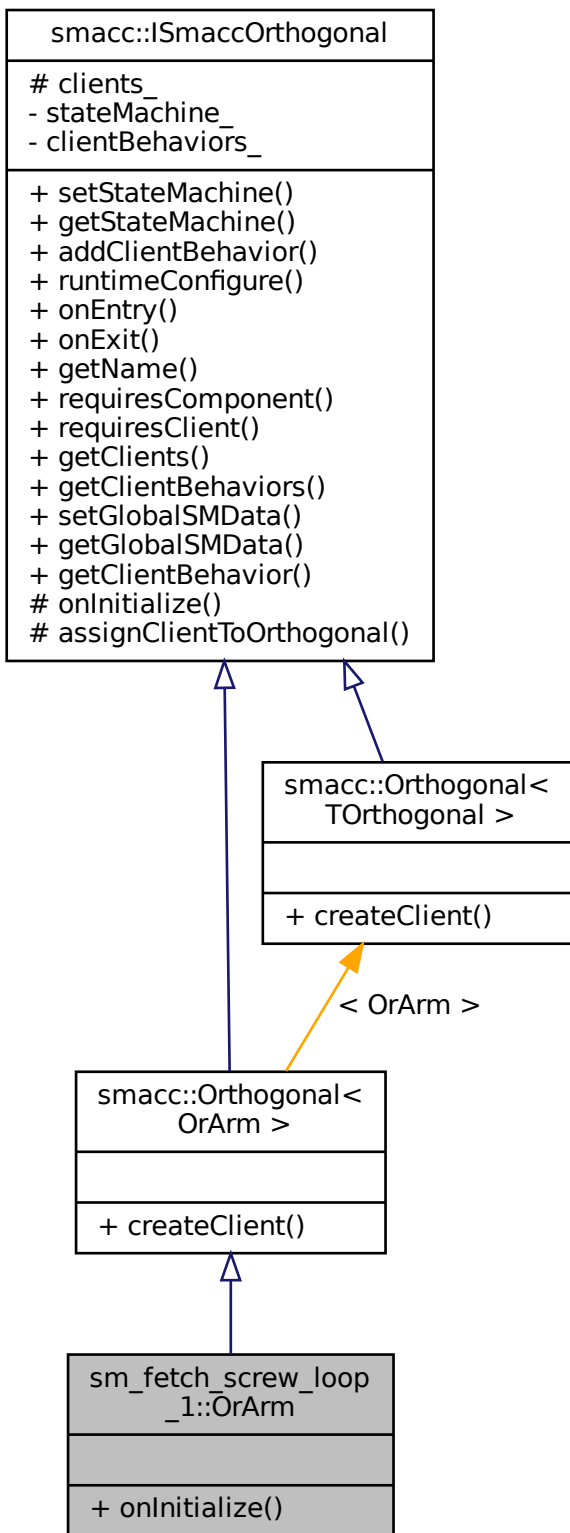 smacc::ISmaccOrthogonal
# clients_
- stateMachine_
- clientBehaviors_
+ setStateMachine()
+ getStateMachine()
+ addClientBehavior()
+ runtimeConfigure()
+ onEntry()
+ onExit()
+ getName()
+ requiresComponent()
+ requiresClient()
+ getClients()
+ getClientBehaviors()
+ setGlobalSMData()
+ getGlobalSMData()
+ getClientBehavior()
# onInitialize()
# assignClientToOrthogonal()
smacc::Orthogonal<
TOrthogonal >
+ createClient()
< OrArm >
smacc::Orthogonal<
OrArm >
+ createClient()
sm_fetch_screw_loop
_1::OrArm
+ onInitialize()